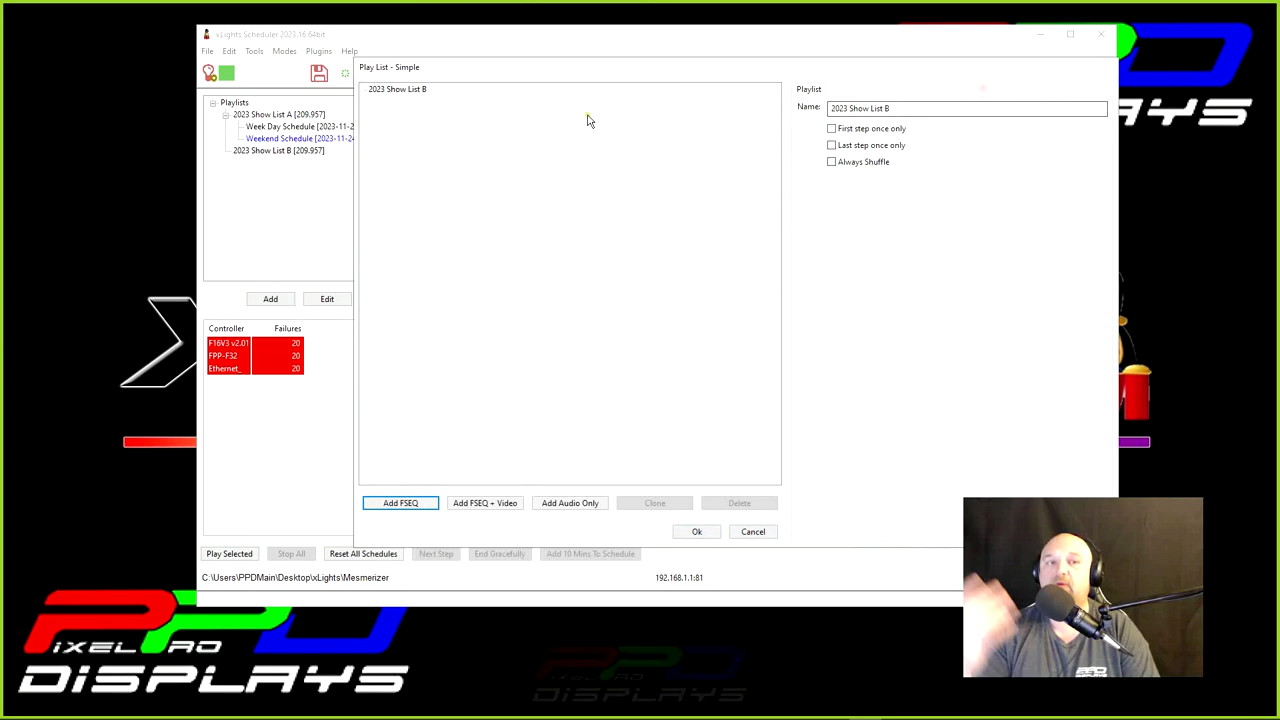 xLights Scheduler 2023.16 64bit
File Edit Tools Modes Plugins Help
Play List - Simple
Playlists
2023 Show List A [209.957]
Week Day Schedule [2023-11-2
Weekend Schedule [2023-11-24
2023 Show List B [209.957]
Add Edit
Controller Failures
F16V3 v2.01 20
FPP-F32 20
Ethernet_ 20
2023 Show List B
Playlist
Name: 2023 Show List B
First step once only
Last step once only
Always Shuffle
Add FSEQ Add FSEQ + Video Add Audio Only Clone Delete
Ok Cancel
Play Selected Stop All Reset All Schedules Next Step End Gracefully Add 10 Mins To Schedule
C:\Users\PPDMain\Desktop\xLights\Mesmerizer 192.168.1.1:81
PPD
PIXEL PRO DISPLAYS
DISPLAYS